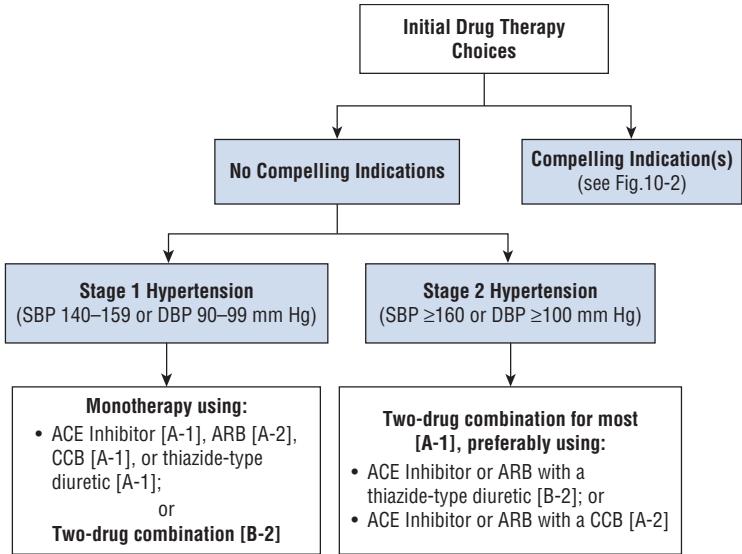 Initial Drug Therapy
Choices
No Compelling Indications
Compelling Indication(s)
(see Fig.10-2)
Stage 1 Hypertension
(SBP 140–159 or DBP 90–99 mm Hg)
Stage 2 Hypertension
(SBP ≥160 or DBP ≥100 mm Hg)
Monotherapy using:
• ACE Inhibitor [A-1], ARB [A-2],
CCB [A-1], or thiazide-type
diuretic [A-1];
or
Two-drug combination [B-2]
Two-drug combination for most
[A-1], preferably using:
• ACE Inhibitor or ARB with a
thiazide-type diuretic [B-2]; or
• ACE Inhibitor or ARB with a CCB [A-2]